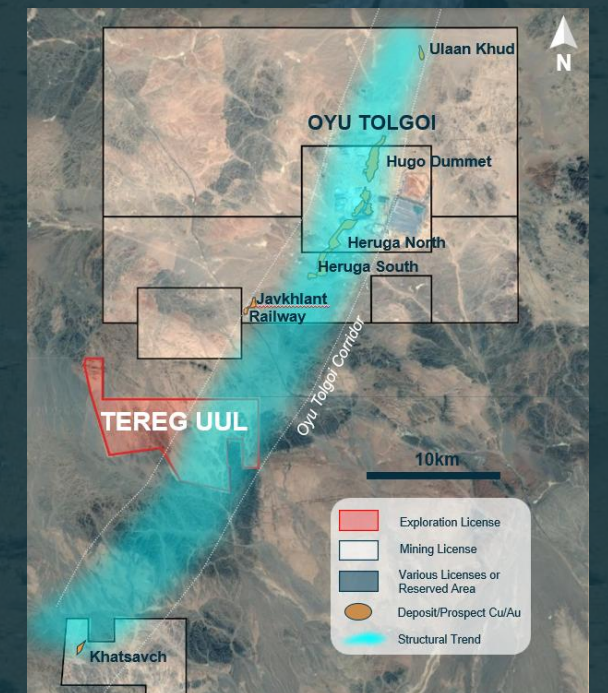 Ulaan Khud
N
OYU TOLGOI
Hugo Dummet
Heruga North
Heruga South
Javkhlant
Railway
Oyu Tolgoi Corridor
TEREG UUL
10km
Exploration License
Mining License
Various Licenses or
Reserved Area
Deposit/Prospect Cu/Au
Structural Trend
Khatsavch